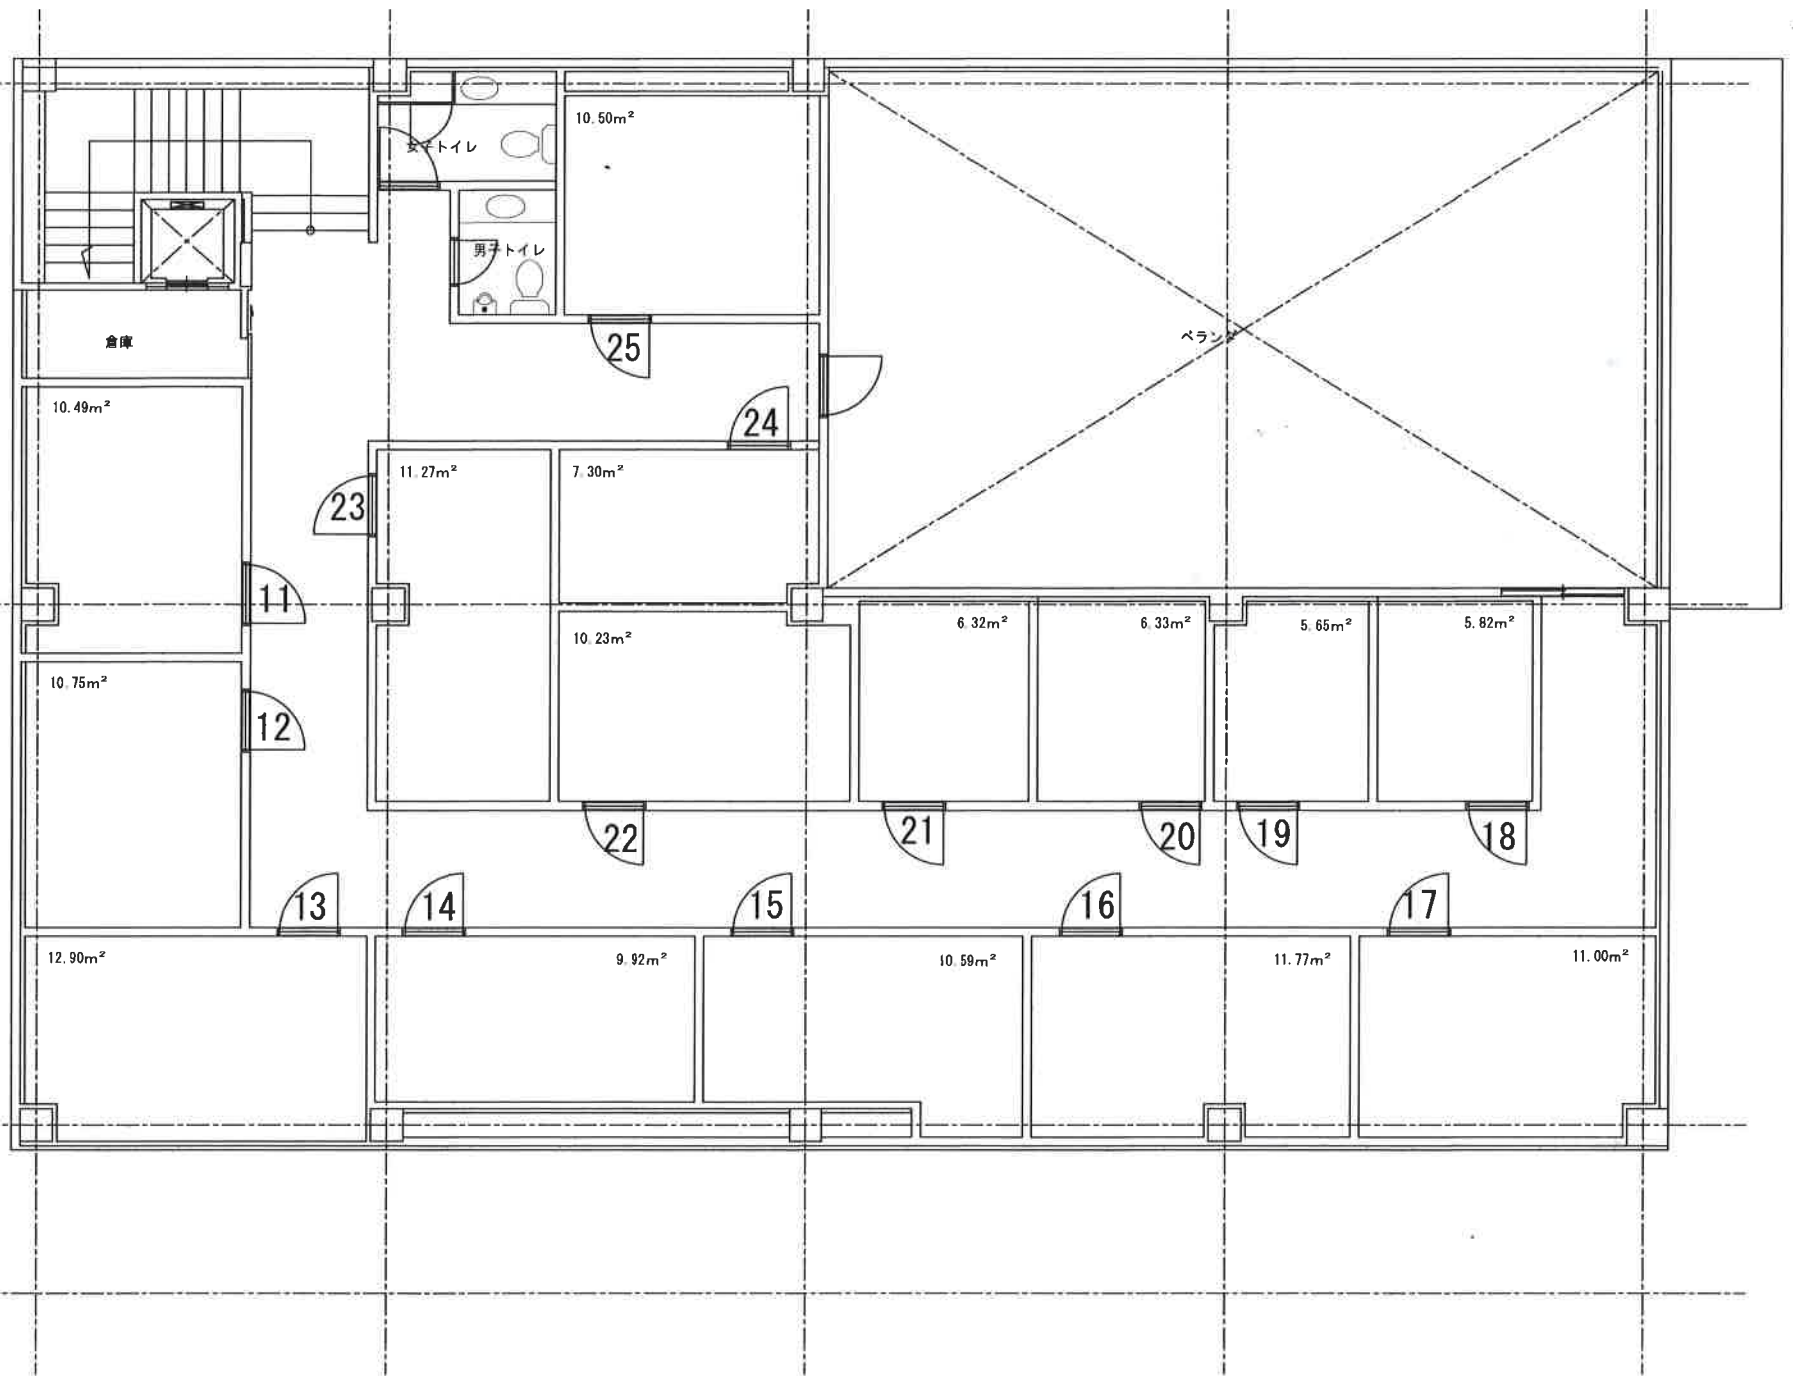 10.50m²
女子トイレ
男子トイレ
ベランダ
倉庫
25
10.49m²
24
11.27m²
7.30m²
23
11
10.23m²
6.32m²
6.33m²
5.65m²
5.82m²
10.75m²
12
22
21
20
19
18
13
14
15
16
17
12.90m²
9.92m²
10.59m²
11.77m²
11.00m²